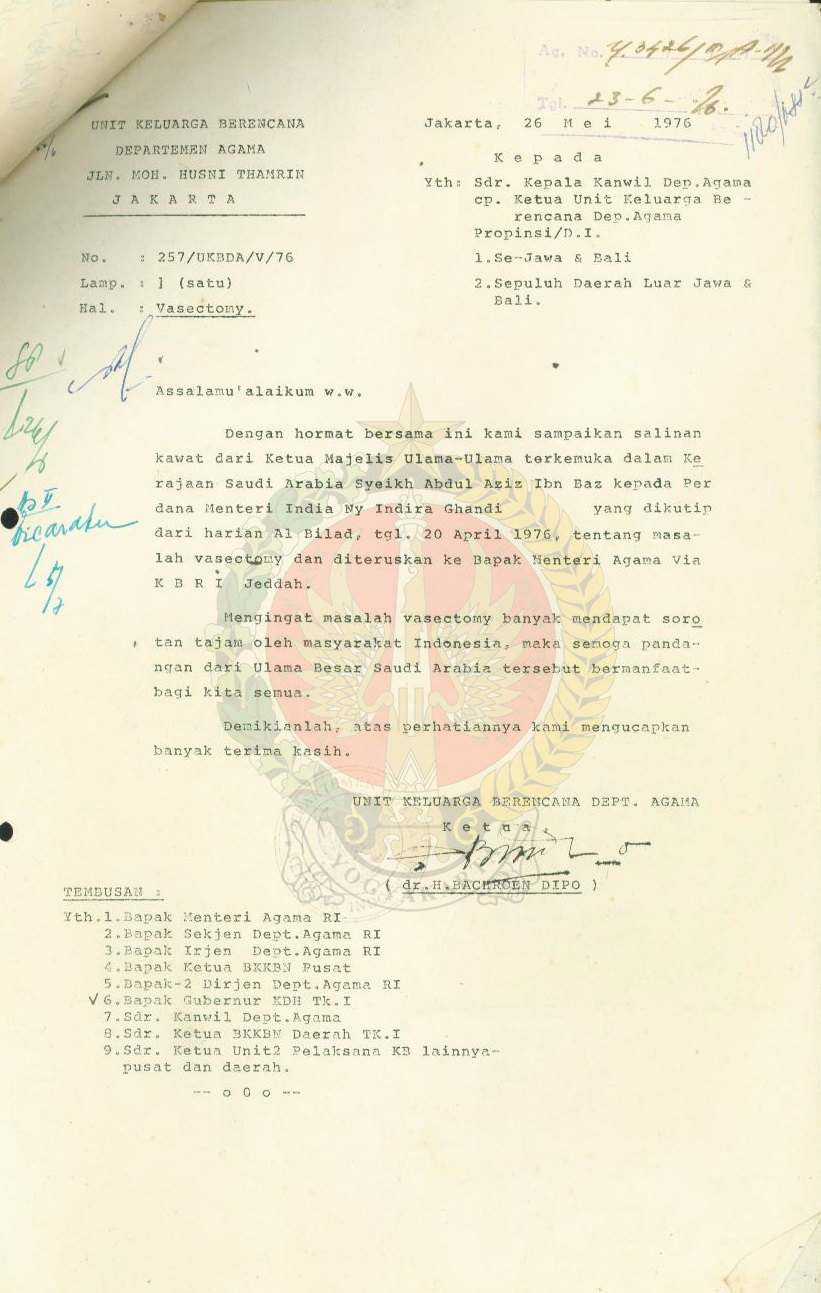 Ag. No.
Tgl. 23-6-76.
UNIT KELUARGA BERENCANA
DEPARTEMEN AGAMA
JLN. MOH. HUSNI THAMRIN
J A K A R T A
Jakarta, 26 M e i 1976
K e p a d a
Yth: Sdr. Kepala Kanwil Dep.Agama
cp. Ketua Unit Keluarga Be -
rencana Dep.Agama
Propinsi/D.I.
1.Se-Jawa & Bali
2.Sepuluh Daerah Luar Jawa &
Bali.
No. : 257/UKBDA/V/76
Lamp. : 1 (satu)
Hal. : Vasectomy.
Assalamu'alaikum w.w.
Dengan hormat bersama ini kami sampaikan salinan
kawat dari Ketua Majelis Ulama-Ulama terkemuka dalam Ke
rajaan Saudi Arabia Syeikh Abdul Aziz Ibn Baz kepada Per
dana Menteri India Ny Indira Ghandi yang dikutip
dari harian Al Bilad, tgl. 20 April 1976, tentang masa-
lah vasectomy dan diteruskan ke Bapak Menteri Agama Via
K B R I Jeddah.
Mengingat masalah vasectomy banyak mendapat soro
tan tajam oleh masyarakat Indonesia, maka semoga panda-
ngan dari Ulama Besar Saudi Arabia tersebut bermanfaat-
bagi kita semua.
Demikianlah, atas perhatiannya kami mengucapkan
banyak terima kasih.
UNIT KELUARGA BERENCANA DEPT. AGAMA
K e t u a
( dr.H.BACHROEN DIPO )
YOGYAKARTA
TEMBUSAN :
Yth.1.Bapak Menteri Agama RI
2.Bapak Sekjen Dept.Agama RI
3.Bapak Irjen Dept.Agama RI
4.Bapak Ketua BKKBN Pusat
5.Bapak-2 Dirjen Dept.Agama RI
6.Bapak Gubernur KDH Tk.I
7.Sdr. Kanwil Dept.Agama
8.Sdr. Ketua BKKBN Daerah TK.I
9.Sdr. Ketua Unit2 Pelaksana KB lainnya-
pusat dan daerah.
-- o O o --